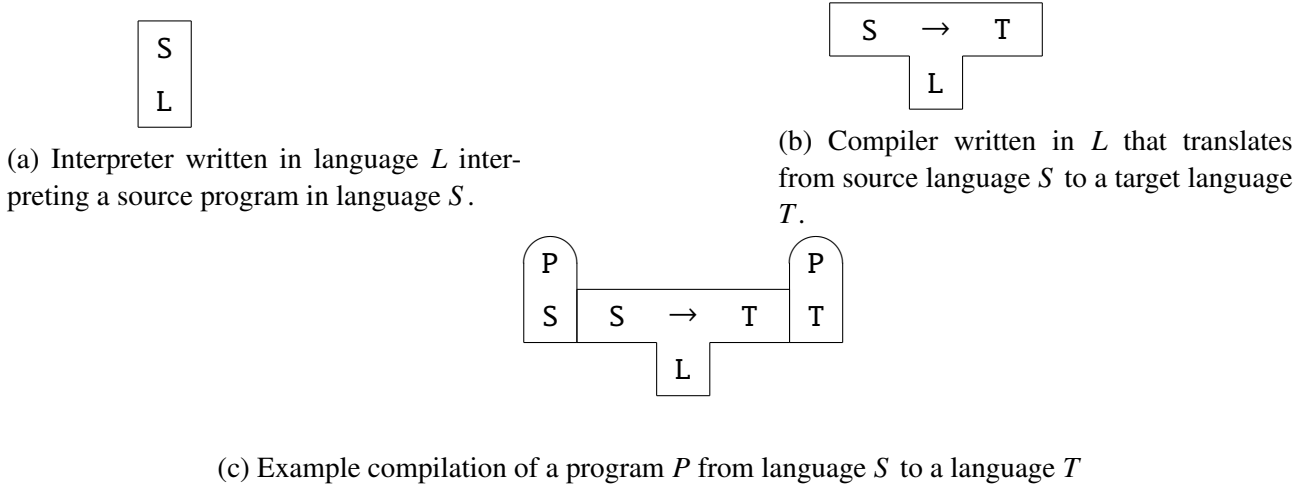 S
L
(a) Interpreter written in language L inter-
preting a source program in language S.
S → T
L
(b) Compiler written in L that translates
from source language S to a target language
T.
P P
S S → T T
L
(c) Example compilation of a program P from language S to a language T